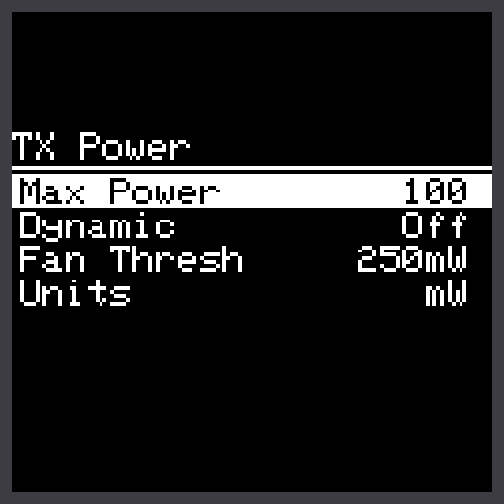 TX Power
Max Power 100
Dynamic Off
Fan Thresh 250mW
Units mW